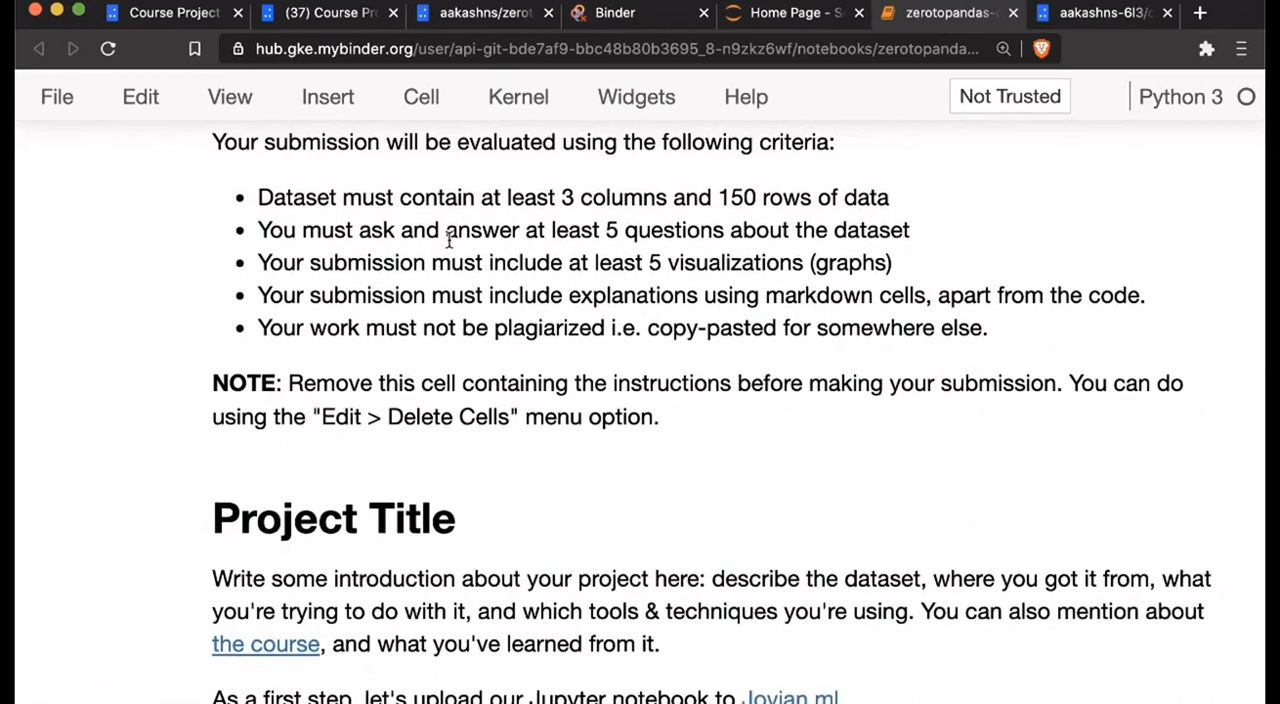 Course Project
(37) Course Pr
aakashns/zerot
Binder
Home Page - S
zerotopandas-
aakashns-6l3/
hub.gke.mybinder.org/user/api-git-bde7af9-bbc48b80b3695_8-n9zkz6wf/notebooks/zerotopanda...
File Edit View Insert Cell Kernel Widgets Help Not Trusted Python 3
Your submission will be evaluated using the following criteria:
• Dataset must contain at least 3 columns and 150 rows of data
• You must ask and answer at least 5 questions about the dataset
• Your submission must include at least 5 visualizations (graphs)
• Your submission must include explanations using markdown cells, apart from the code.
• Your work must not be plagiarized i.e. copy-pasted for somewhere else.
NOTE: Remove this cell containing the instructions before making your submission. You can do
using the "Edit > Delete Cells" menu option.
Project Title
Write some introduction about your project here: describe the dataset, where you got it from, what
you're trying to do with it, and which tools & techniques you're using. You can also mention about
the course, and what you've learned from it.
As a first step, let's upload our Jupyter notebook to Jovian.ml